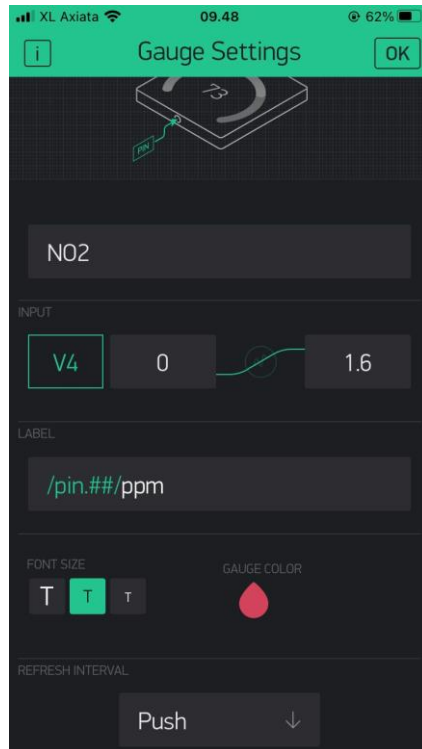 XL Axiata 09.48 62%
i Gauge Settings OK
73
PIN
NO2
INPUT
V4 0 1.6
LABEL
/pin.##/ppm
FONT SIZE GAUGE COLOR
T T T
REFRESH INTERVAL
Push